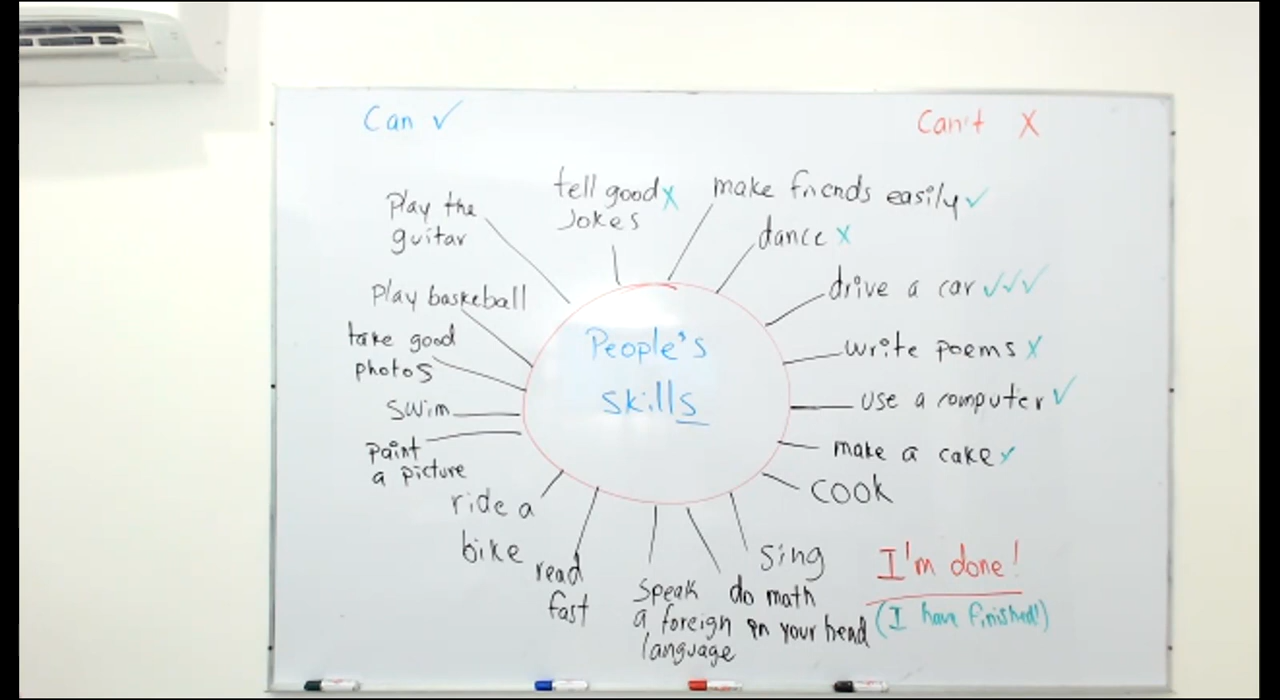 Can ✓
Can't X
tell good X
Jokes
make friends easily ✓
dance X
drive a car ✓✓✓
write poems X
use a computer ✓
make a cake X
cook
sing
do math
in your head
speak
a foreign
language
read
fast
ride a
bike
paint
a picture
swim
take good
photos
Play baskeball
Play the
guitar
People's
skills
I'm done!
(I have finished!)